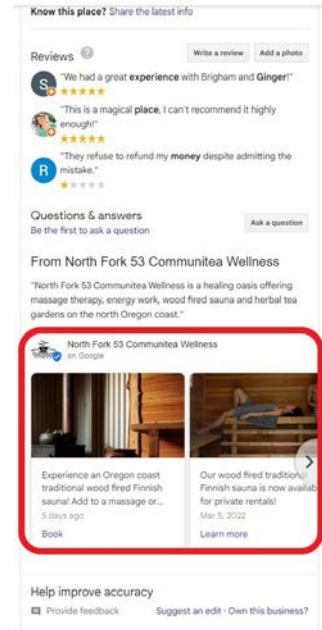 Know this place? Share the latest info
Reviews ?
Write a review
Add a photo
S
"We had a great experience with Brigham and Ginger!"
"This is a magical place, I can't recommend it highly
enough!"
R
"They refuse to refund my money despite admitting the
mistake."
Questions & answers
Be the first to ask a question
Ask a question
From North Fork 53 Communitea Wellness
"North Fork 53 Communitea Wellness is a healing oasis offering
massage therapy, energy work, wood fired sauna and herbal tea
gardens on the north Oregon coast."
North Fork 53 Communitea Wellness
on Google
Experience an Oregon coast
traditional wood fired Finnish
sauna! Add to a massage or...
5 days ago
Book
Our wood fired traditional
Finnish sauna is now availab
for private rentals!
Mar 5, 2022
Learn more
Help improve accuracy
Provide feedback
Suggest an edit · Own this business?